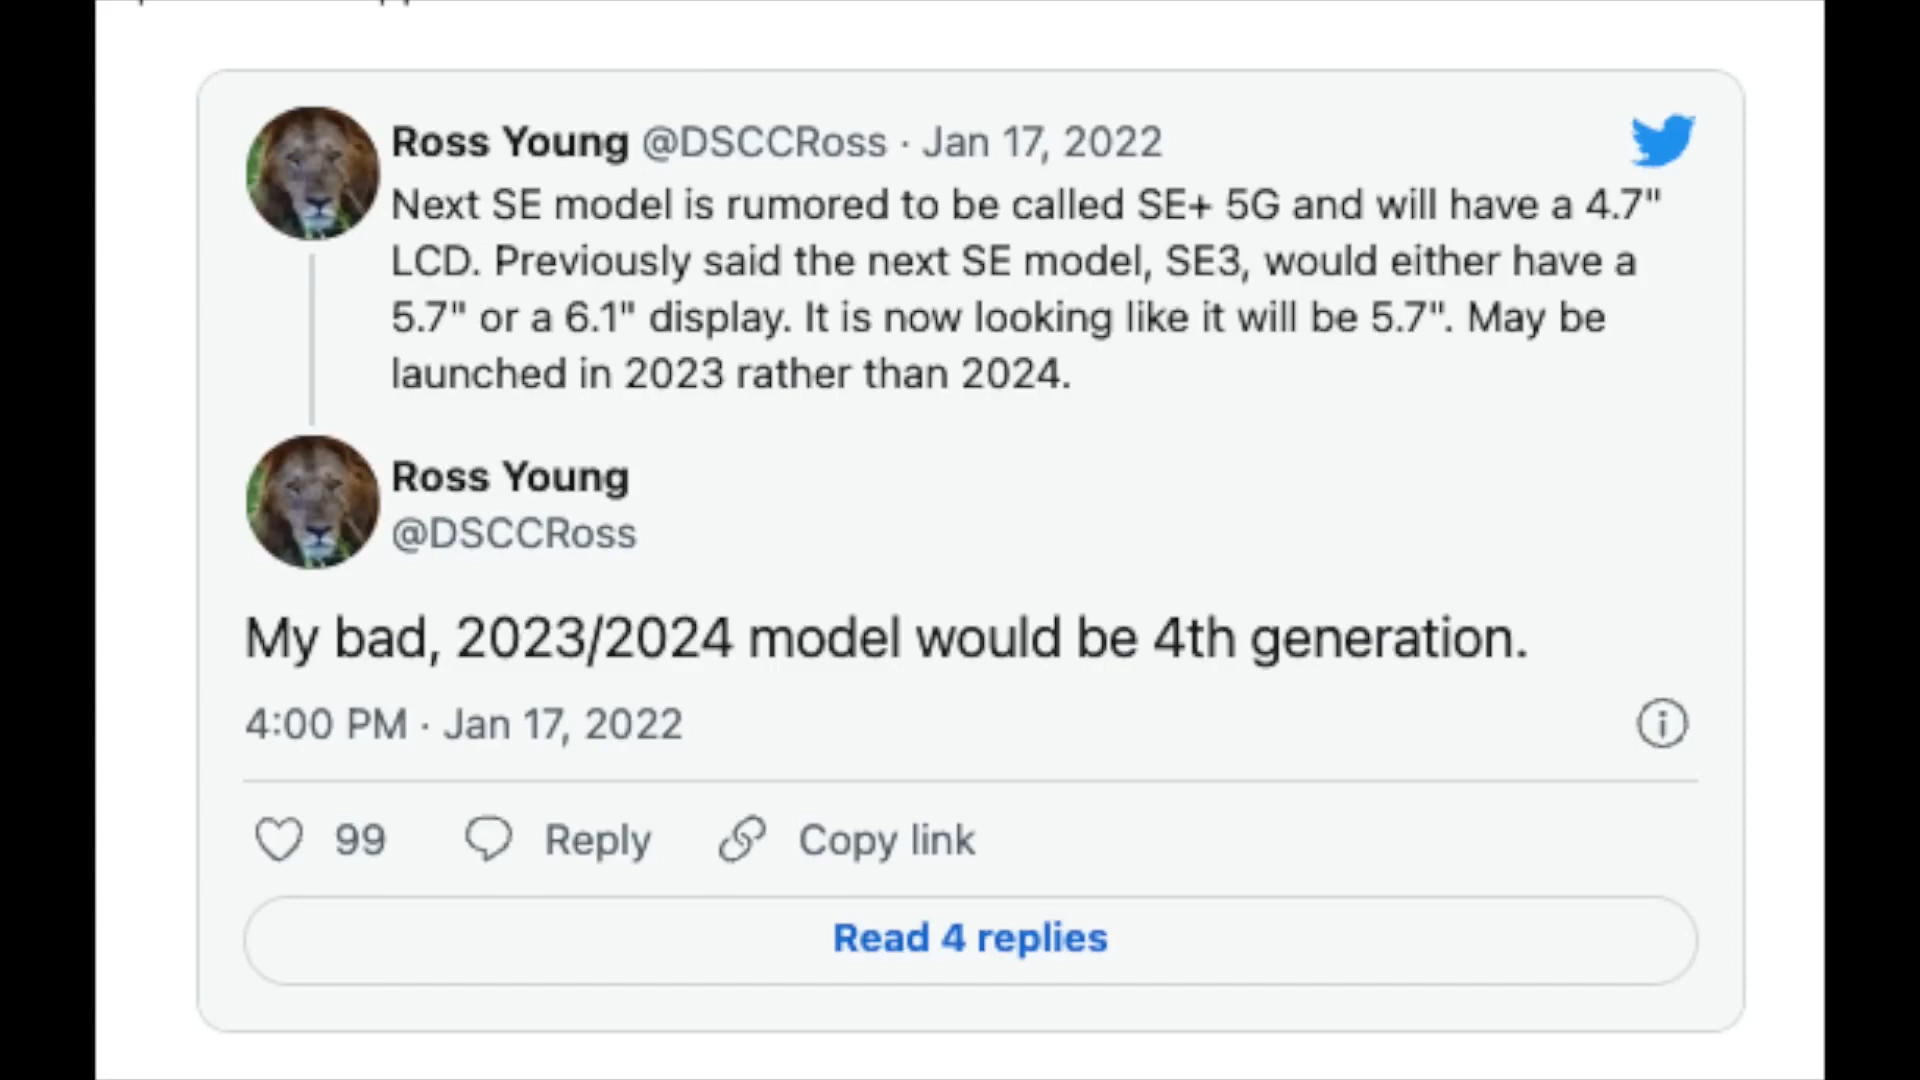 Ross Young @DSCCRoss · Jan 17, 2022
Next SE model is rumored to be called SE+ 5G and will have a 4.7"
LCD. Previously said the next SE model, SE3, would either have a
5.7" or a 6.1" display. It is now looking like it will be 5.7". May be
launched in 2023 rather than 2024.
Ross Young
@DSCCRoss
My bad, 2023/2024 model would be 4th generation.
4:00 PM · Jan 17, 2022
99 Reply Copy link
Read 4 replies